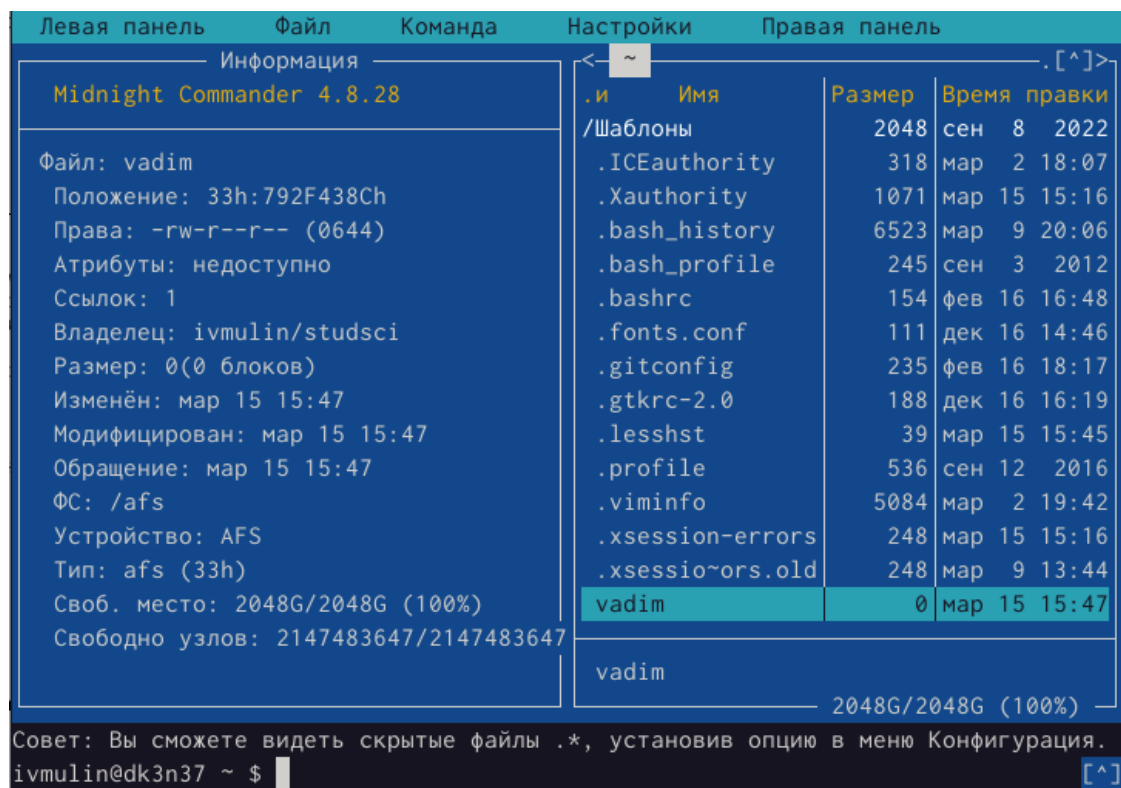 Левая панель Файл Команда Настройки Правая панель
Информация
Midnight Commander 4.8.28
Файл: vadim
Положение: 33h:792F438Ch
Права: -rw-r--r-- (0644)
Атрибуты: недоступно
Ссылок: 1
Владелец: ivmulin/studsci
Размер: 0(0 блоков)
Изменён: мар 15 15:47
Модифицирован: мар 15 15:47
Обращение: мар 15 15:47
ФС: /afs
Устройство: AFS
Тип: afs (33h)
Своб. место: 2048G/2048G (100%)
Свободно узлов: 2147483647/2147483647
<- ~ .[^]>
.и Имя Размер Время правки
/Шаблоны 2048 сен 8 2022
.ICEauthority 318 мар 2 18:07
.Xauthority 1071 мар 15 15:16
.bash_history 6523 мар 9 20:06
.bash_profile 245 сен 3 2012
.bashrc 154 фев 16 16:48
.fonts.conf 111 дек 16 14:46
.gitconfig 235 фев 16 18:17
.gtkrc-2.0 188 дек 16 16:19
.lesshst 39 мар 15 15:45
.profile 536 сен 12 2016
.viminfo 5084 мар 2 19:42
.xsession-errors 248 мар 15 15:16
.xsessio~ors.old 248 мар 9 13:44
vadim 0 мар 15 15:47
vadim
2048G/2048G (100%)
Совет: Вы сможете видеть скрытые файлы .*, установив опцию в меню Конфигурация.
ivmulin@dk3n37 ~ $ [^]